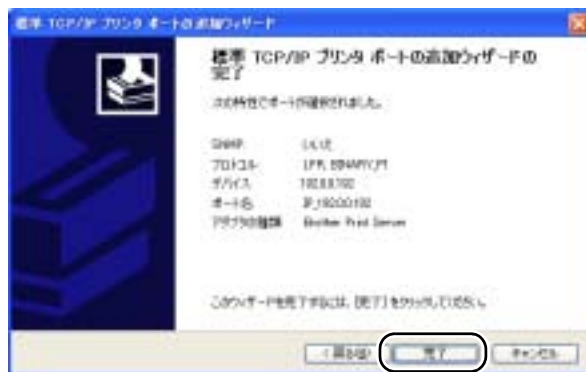 標準 TCP/IP プリンタ ポートの追加ウィザード
標準 TCP/IP プリンタ ポートの追加ウィザードの
完了
次の特性でポートが選択されました。
SNMP いいえ
プロトコル LPR,
デバイス
ポート名
アダプタの種類 Brother Print Server
このウィザードを完了するには、[完了] をクリックしてください。
< 戻る(B) 完了 キャンセル